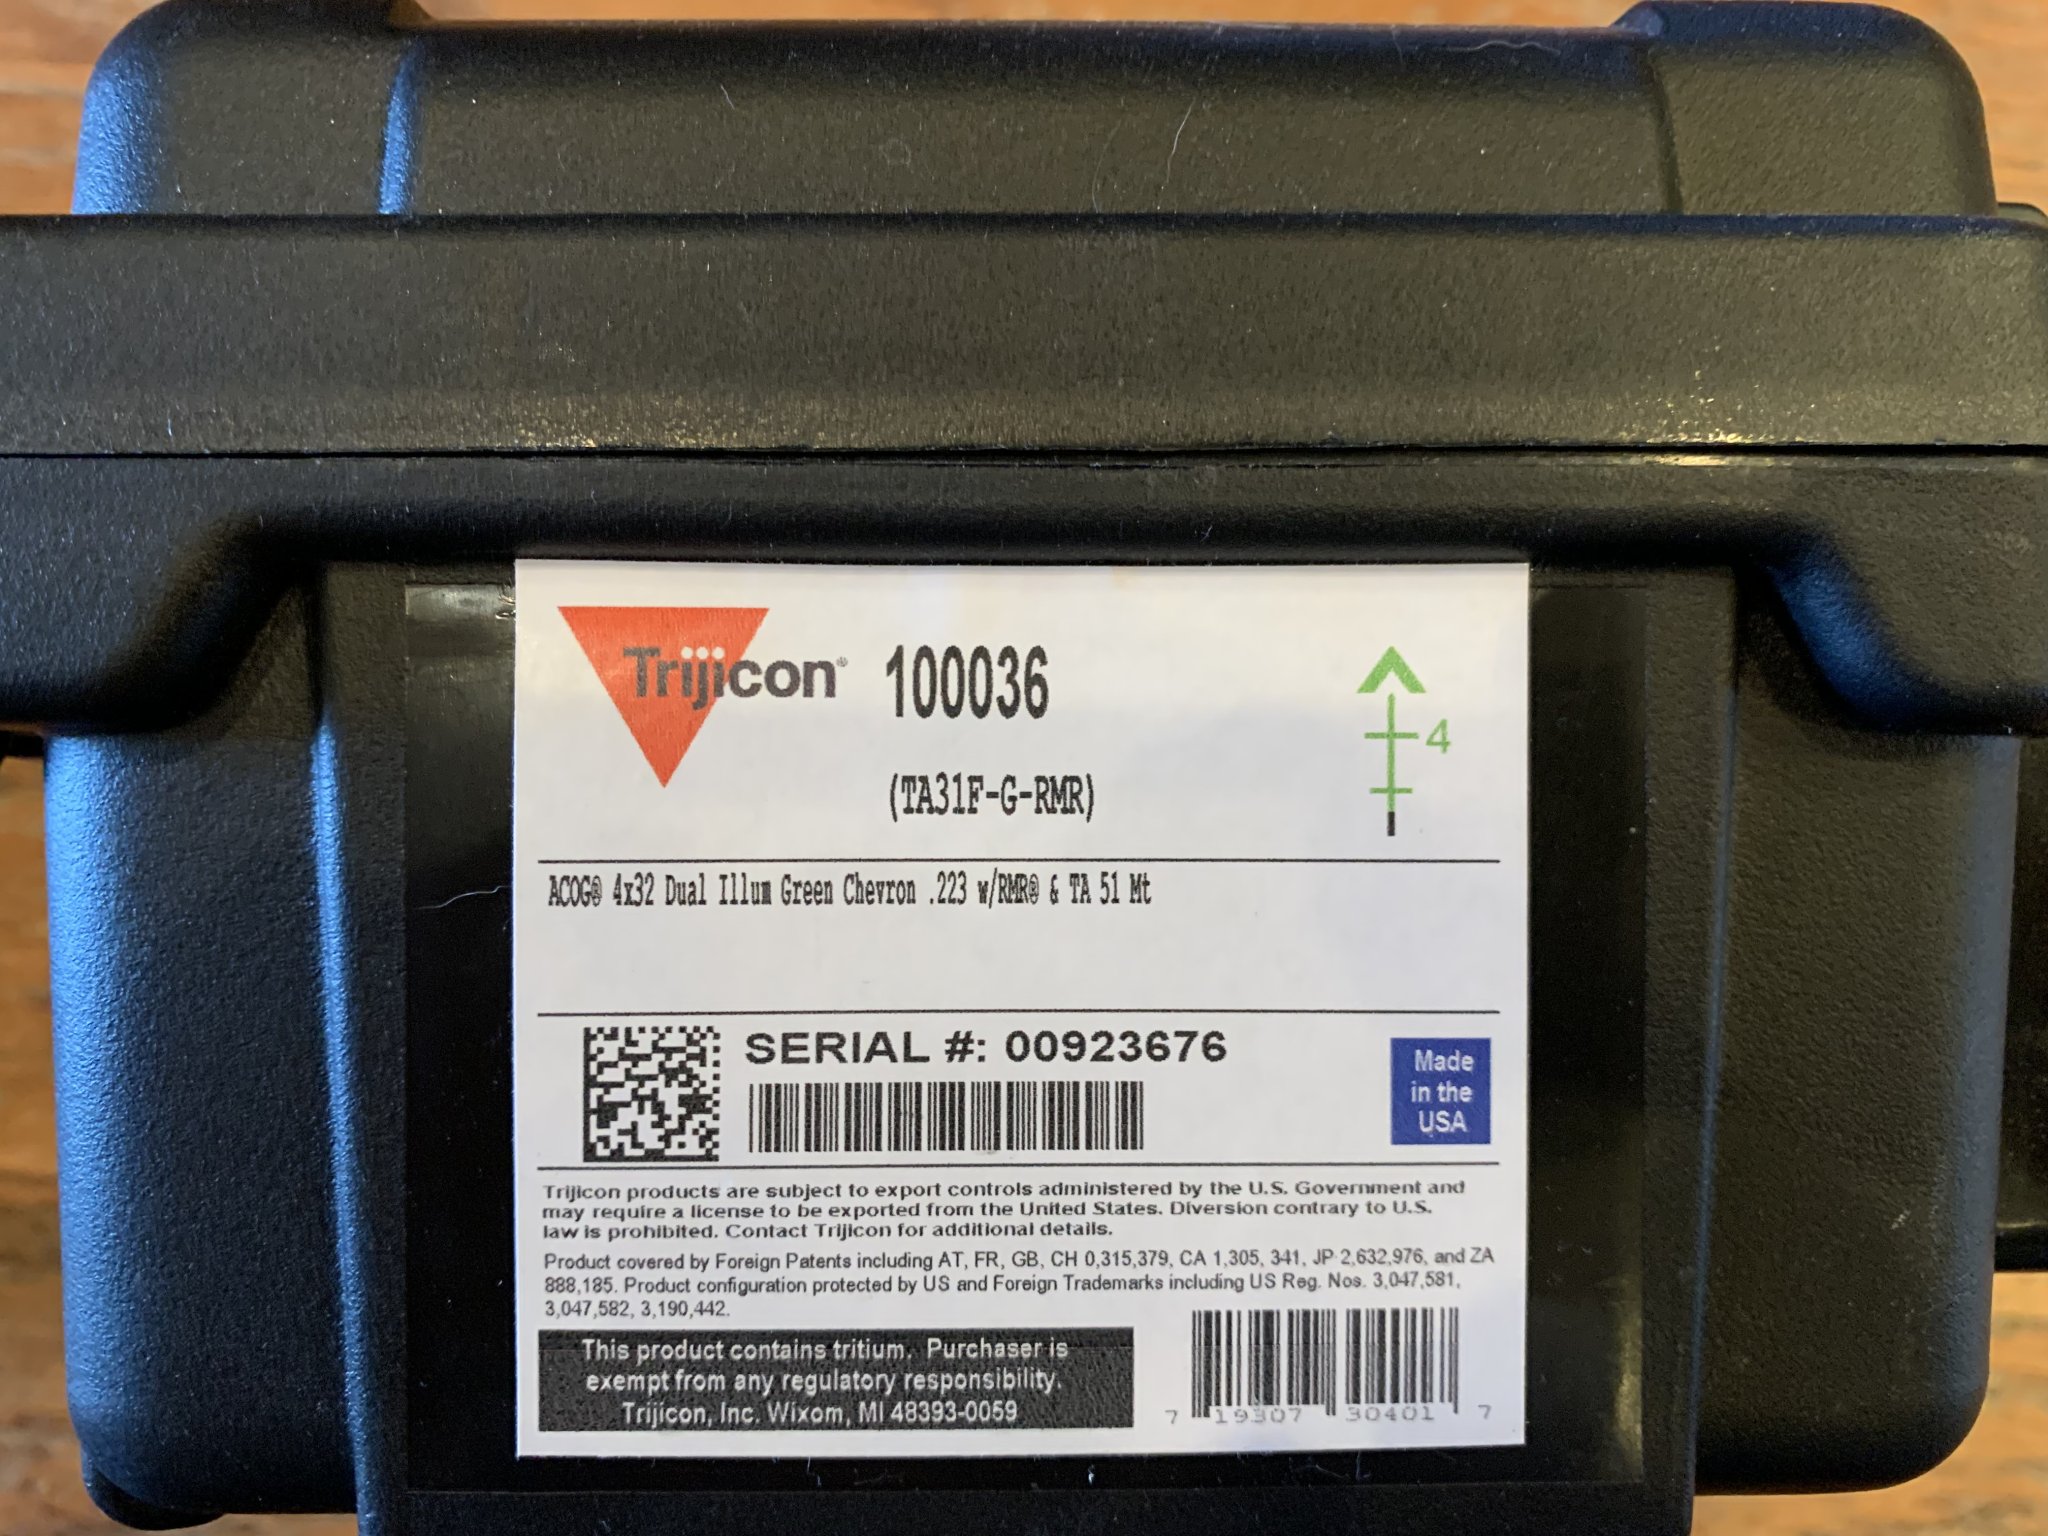 Trijicon®
100036
(TA31F-G-RMR)
4
ACOG® 4x32 Dual Illum Green Chevron .223 w/RMR® & TA 51 Mt
SERIAL #: 00923676
Made
in the
USA
Trijicon products are subject to export controls administered by the U.S. Government and
may require a license to be exported from the United States. Diversion contrary to U.S.
law is prohibited. Contact Trijicon for additional details.
Product covered by Foreign Patents including AT, FR, GB, CH 0,315,379, CA 1,305, 341, JP 2,632,976, and ZA
888,185. Product configuration protected by US and Foreign Trademarks including US Reg. Nos. 3,047,581,
3,047,582, 3,190,442.
This product contains tritium. Purchaser is
exempt from any regulatory responsibility.
Trijicon, Inc. Wixom, MI 48393-0059
7 19307 30401 7